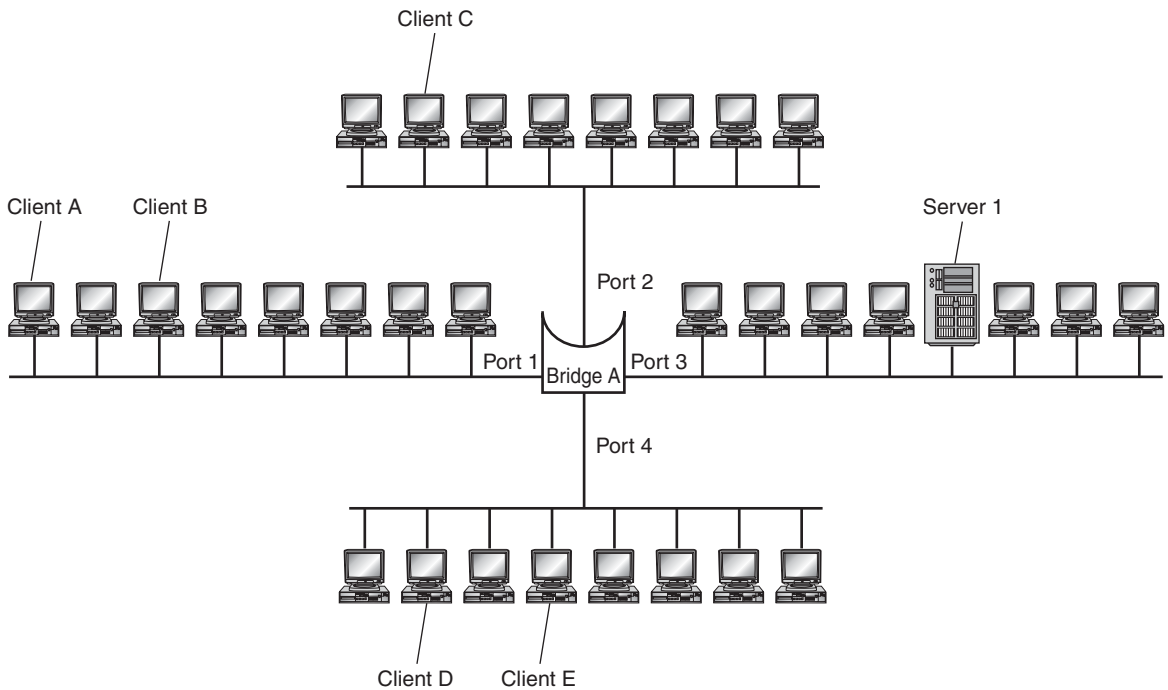 Client C
Client A
Client B
Server 1
Port 2
Port 1
Bridge A
Port 3
Port 4
Client D
Client E